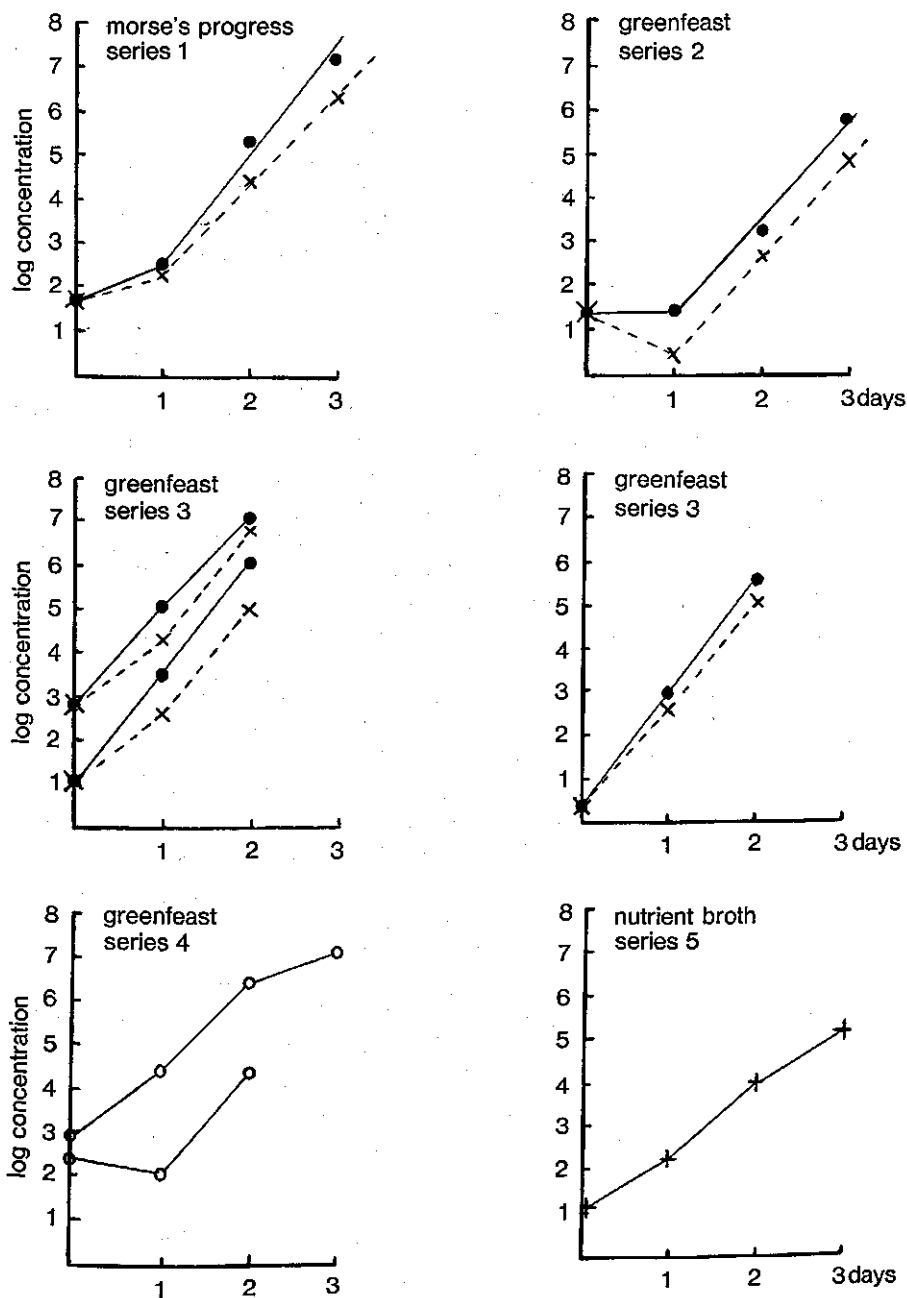 morse's progress
series 1
8
7
6
5
4
3
2
1
log concentration
1 2 3
greenfeast
series 2
8
7
6
5
4
3
2
1
1 2 3 days
greenfeast
series 3
8
7
6
5
4
3
2
1
log concentration
1 2 3
greenfeast
series 3
8
7
6
5
4
3
2
1
1 2 3 days
greenfeast
series 4
8
7
6
5
4
3
2
1
log concentration
1 2 3
nutrient broth
series 5
8
7
6
5
4
3
2
1
1 2 3 days